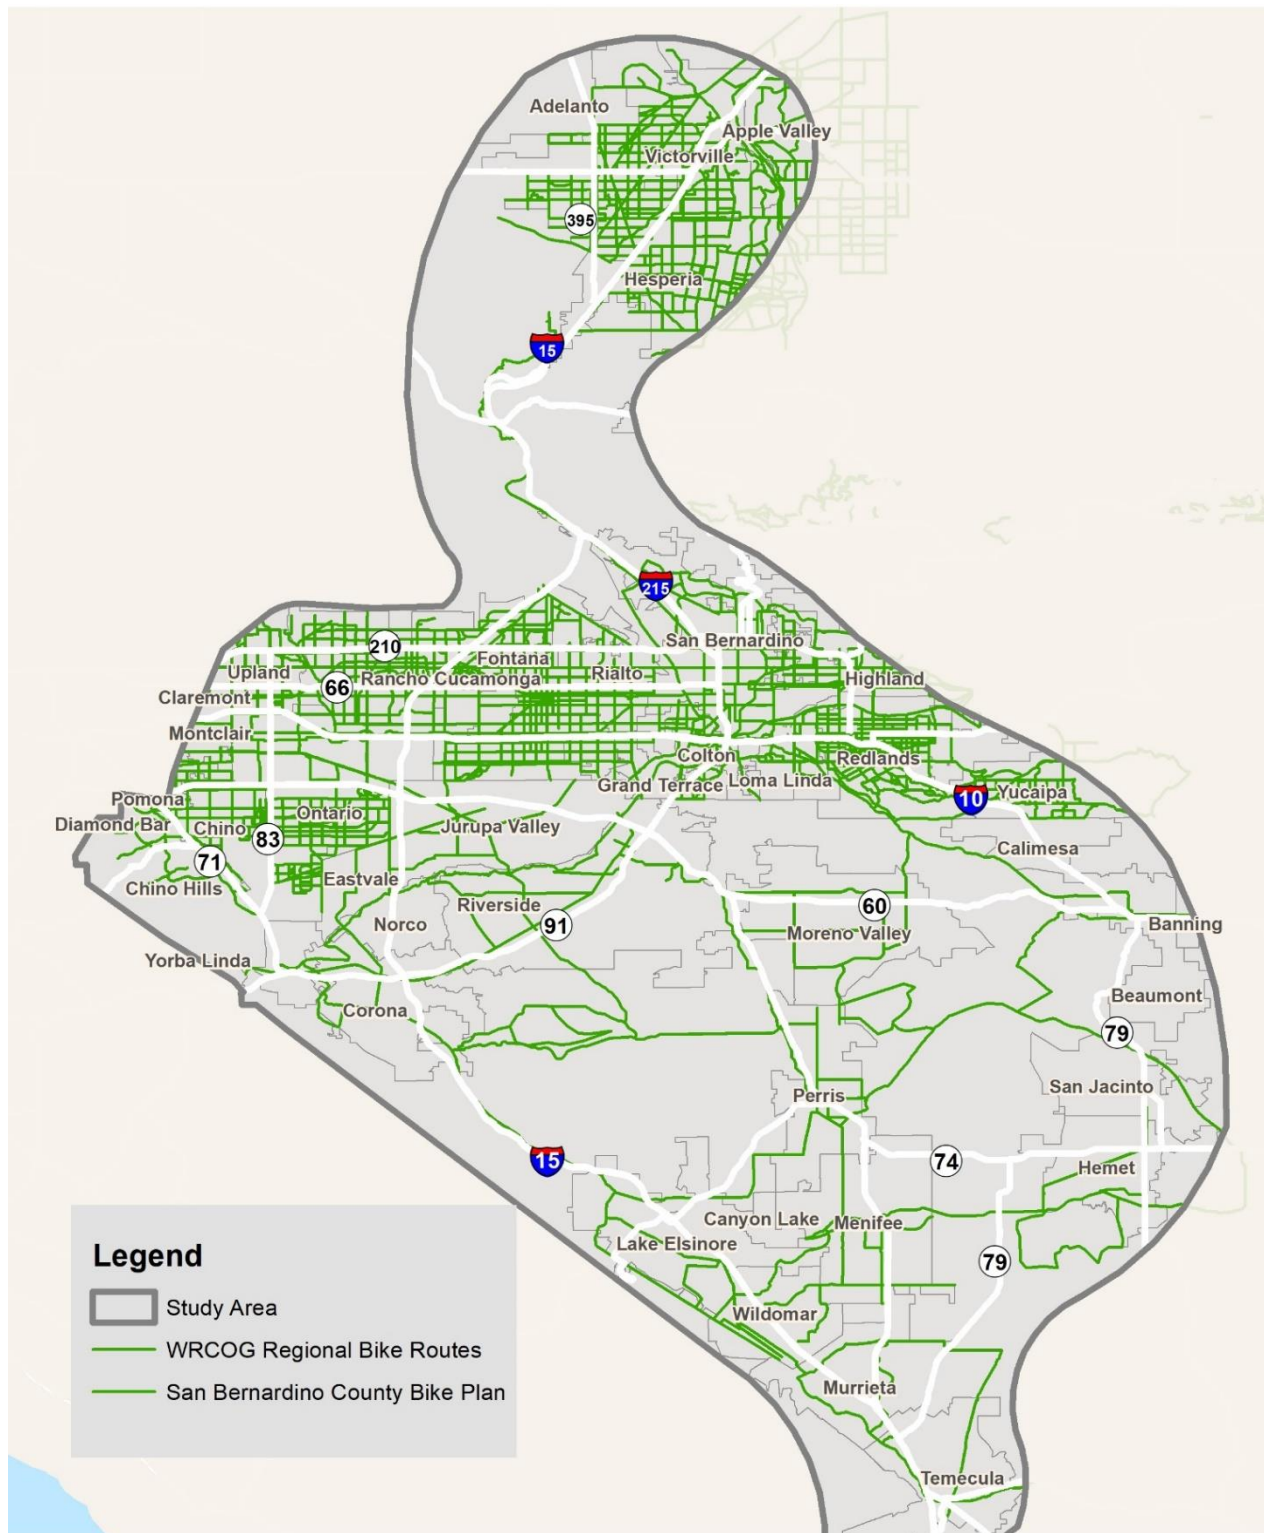 Adelanto
Apple Valley
Victorville
395
Hesperia
15
215
San Bernardino
210
Fontana
Upland
Rancho Cucamonga
Rialto
Highland
66
Claremont
Montclair
Colton
Redlands
Grand Terrace
Loma Linda
Pomona
10
Yucaipa
Ontario
Diamond Bar
Chino
83
Jurupa Valley
Calimesa
71
Chino Hills
Eastvale
Riverside
60
Norco
91
Moreno Valley
Banning
Yorba Linda
Corona
Beaumont
79
Perris
San Jacinto
15
74
Hemet
Canyon Lake
Menifee
Lake Elsinore
79
Wildomar
Murrieta
Temecula
Legend
Study Area
WRCOG Regional Bike Routes
San Bernardino County Bike Plan